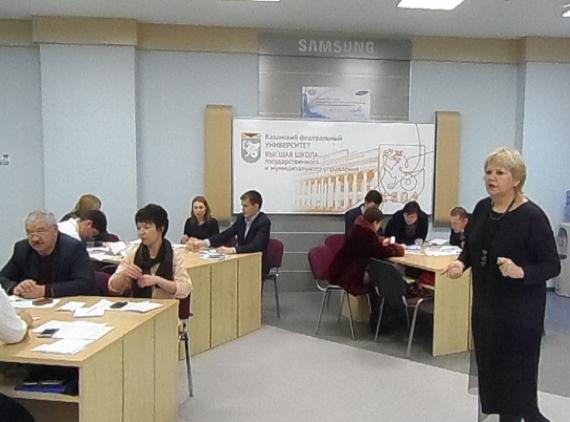 SAMSUNG
Казанский федеральный
УНИВЕРСИТЕТ
ВЫСШАЯ ШКОЛА
государственного
и муниципального управления